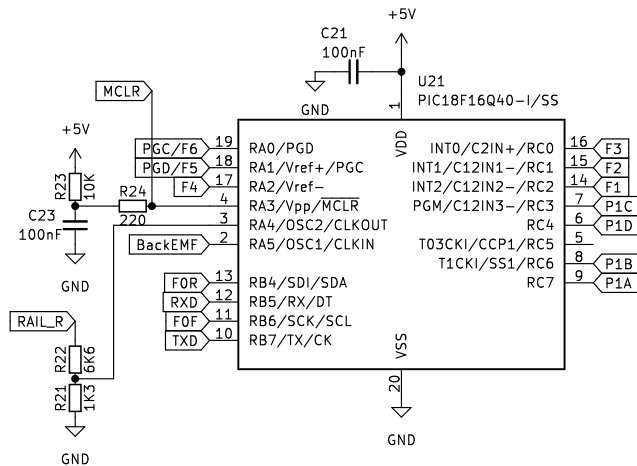 +5V
C21
100nF
GND
U21
PIC18F16Q40-I/SS
MCLR
+5V
R23
10K
R24
220
C23
100nF
GND
RAIL_R
R22
6K6
R21
1K3
GND
1
VDD
PGC/F6 19 RA0/PGD
PGD/F5 18 RA1/Vref+/PGC
F4 17 RA2/Vref-
4 RA3/Vpp/MCLR
3 RA4/OSC2/CLKOUT
BackEMF 2 RA5/OSC1/CLKIN
F0R 13 RB4/SDI/SDA
RXD 12 RB5/RX/DT
F0F 11 RB6/SCK/SCL
TXD 10 RB7/TX/CK
INT0/C2IN+/RC0 16 F3
INT1/C12IN1-/RC1 15 F2
INT2/C12IN2-/RC2 14 F1
PGM/C12IN3-/RC3 7 P1C
RC4 6 P1D
T03CKI/CCP1/RC5 5
T1CKI/SS1/RC6 8 P1B
RC7 9 P1A
VSS
20
GND